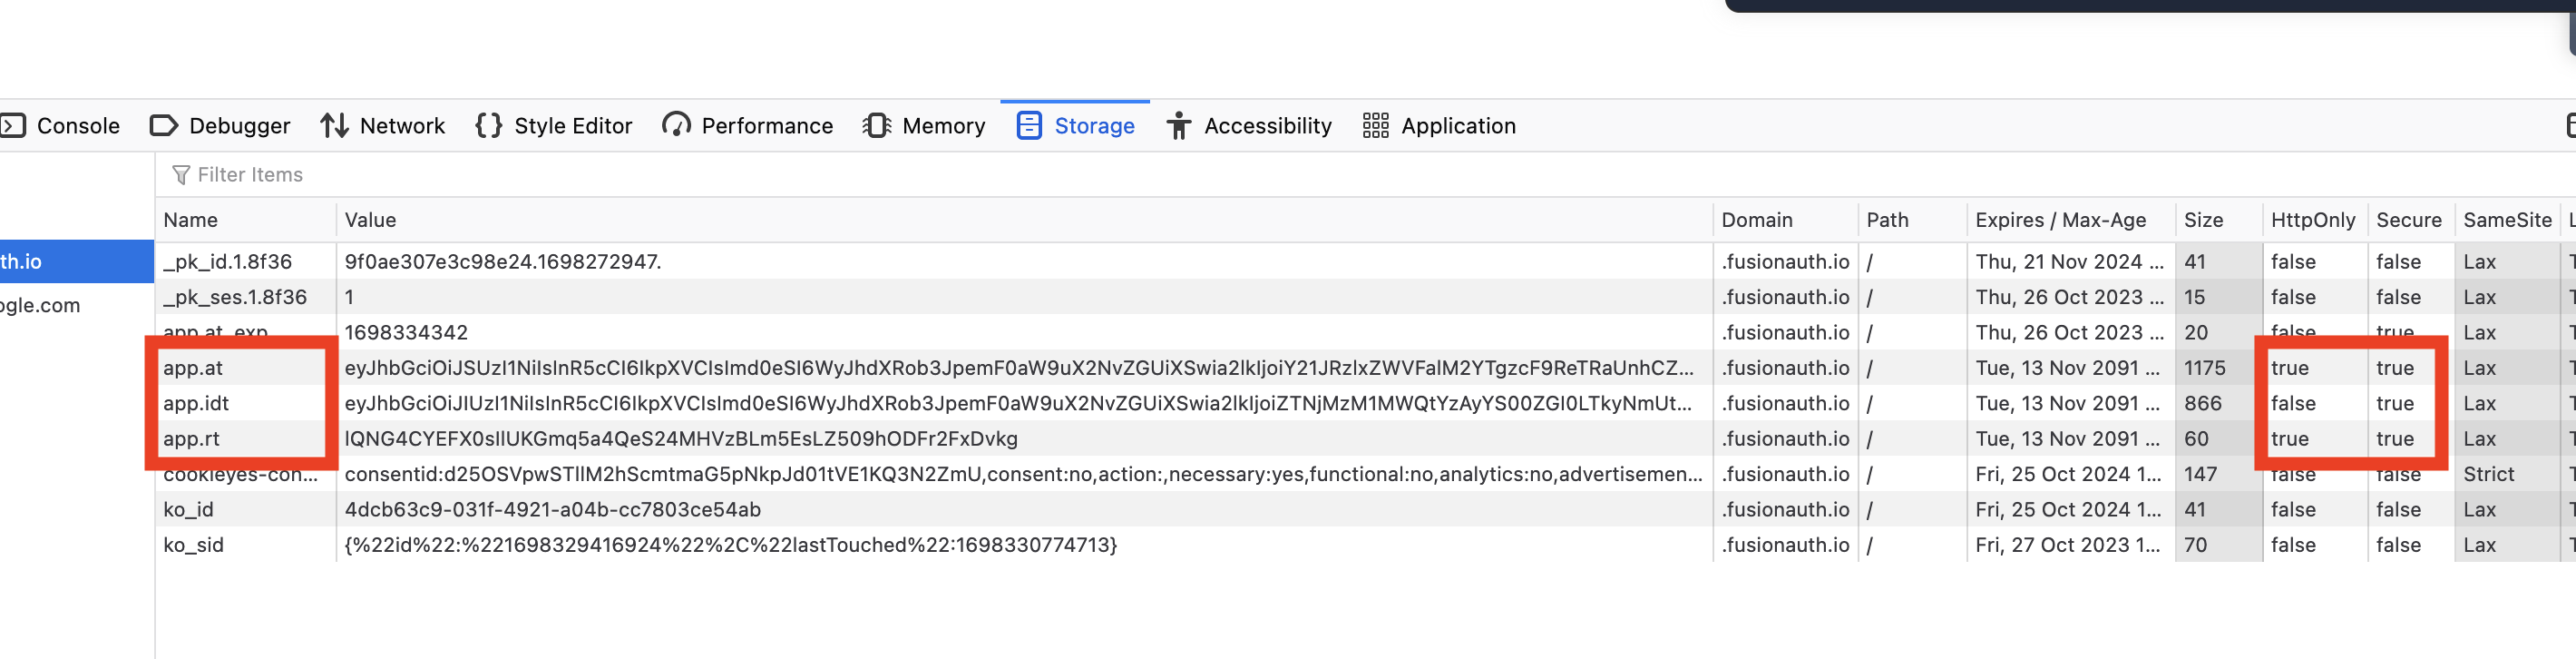 Console Debugger Network Style Editor Performance Memory Storage Accessibility Application
Filter Items
Name Value Domain Path Expires / Max-Age Size HttpOnly Secure SameSite L
th.io _pk_id.1.8f36 9f0ae307e3c98e24.1698272947. .fusionauth.io / Thu, 21 Nov 2024 ... 41 false false Lax T
ogle.com _pk_ses.1.8f36 1 .fusionauth.io / Thu, 26 Oct 2023 ... 15 false false Lax T
app.at_exp 1698334342 .fusionauth.io / Thu, 26 Oct 2023 ... 20 false true Lax T
app.at eyJhbGciOiJSUzI1NiIsInR5cCI6IkpXVCIsImd0eSI6WyJhdXRob3JpemF0aW9uX2NvZGUiXSwia2lkIjoiY21JRzlxZWVFalM2YTgzcF9ReTRaUnhCZ... .fusionauth.io / Tue, 13 Nov 2091 ... 1175 true true Lax T
app.idt eyJhbGciOiJIUzI1NiIsInR5cCI6IkpXVCIsImd0eSI6WyJhdXRob3JpemF0aW9uX2NvZGUiXSwia2lkIjoiZTNjMzM1MWQtYzAyYS00ZGI0LTkyNmUt... .fusionauth.io / Tue, 13 Nov 2091 ... 866 false true Lax T
app.rt lQNG4CYEFX0sIlUKGmq5a4QeS24MHVzBLm5EsLZ509hODFr2FxDvkg .fusionauth.io / Tue, 13 Nov 2091 ... 60 true true Lax T
cookieyes-con... consentid:d25OSVpwSTllM2hScmtmaG5pNkpJd01tVE1KQ3N2ZmU,consent:no,action:,necessary:yes,functional:no,analytics:no,advertisemen... .fusionauth.io / Fri, 25 Oct 2024 1... 147 false false Strict T
ko_id 4dcb63c9-031f-4921-a04b-cc7803ce54ab .fusionauth.io / Fri, 25 Oct 2024 1... 41 false false Lax T
ko_sid {%22id%22:%221698329416924%22%2C%22lastTouched%22:1698330774713} .fusionauth.io / Fri, 27 Oct 2023 1... 70 false false Lax T